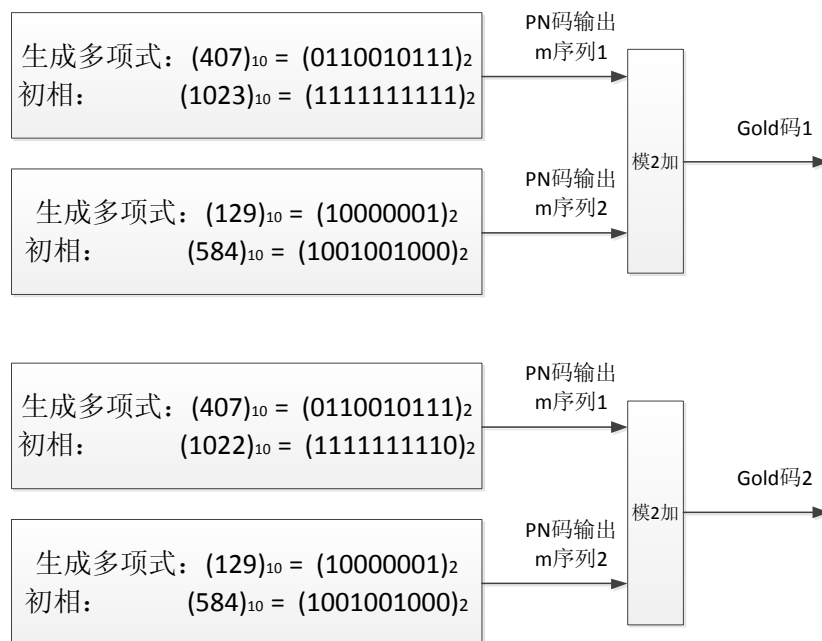 生成多项式：(407)10 = (0110010111)2
初相： (1023)10 = (1111111111)2
PN码输出
m序列1
生成多项式：(129)10 = (10000001)2
初相： (584)10 = (1001001000)2
PN码输出
m序列2
模2加
Gold码1
生成多项式：(407)10 = (0110010111)2
初相： (1022)10 = (1111111110)2
PN码输出
m序列1
生成多项式：(129)10 = (10000001)2
初相： (584)10 = (1001001000)2
PN码输出
m序列2
模2加
Gold码2